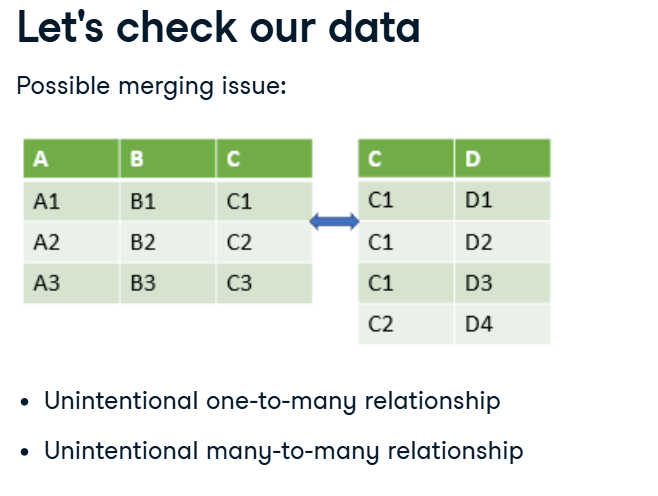 Let's check our data
Possible merging issue:
A B C
A1 B1 C1
A2 B2 C2
A3 B3 C3
C D
C1 D1
C1 D2
C1 D3
C2 D4
• Unintentional one-to-many relationship
• Unintentional many-to-many relationship